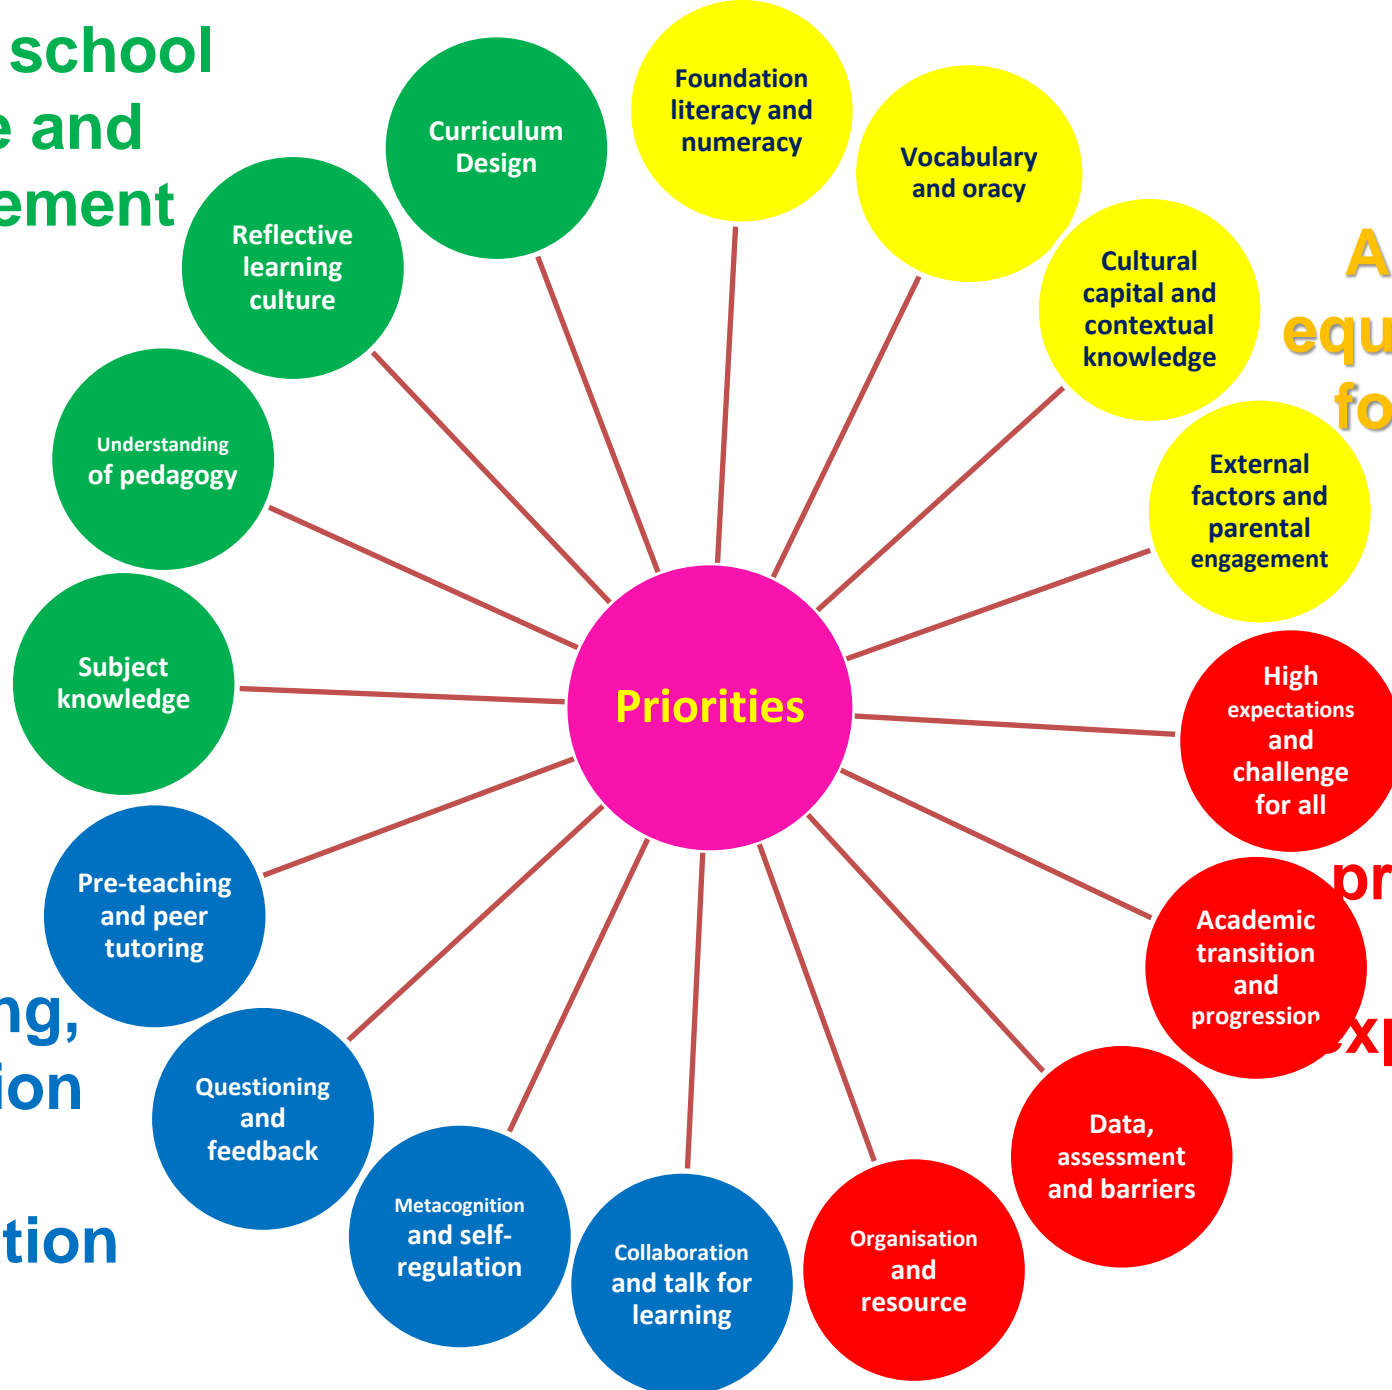 school
e and
ement
Curriculum
Design
Foundation
literacy and
numeracy
Vocabulary
and oracy
Reflective
learning
culture
Cultural
capital and
contextual
knowledge
A
equ
fo
Understanding
of pedagogy
External
factors and
parental
engagement
Subject
knowledge
Priorities
High
expectations
and
challenge
for all
pr
Pre-teaching
and peer
tutoring
Academic
transition
and
progression
exp
ng,
ion
tion
Questioning
and
feedback
Data,
assessment
and barriers
Metacognition
and self-
regulation
Collaboration
and talk for
learning
Organisation
and
resource